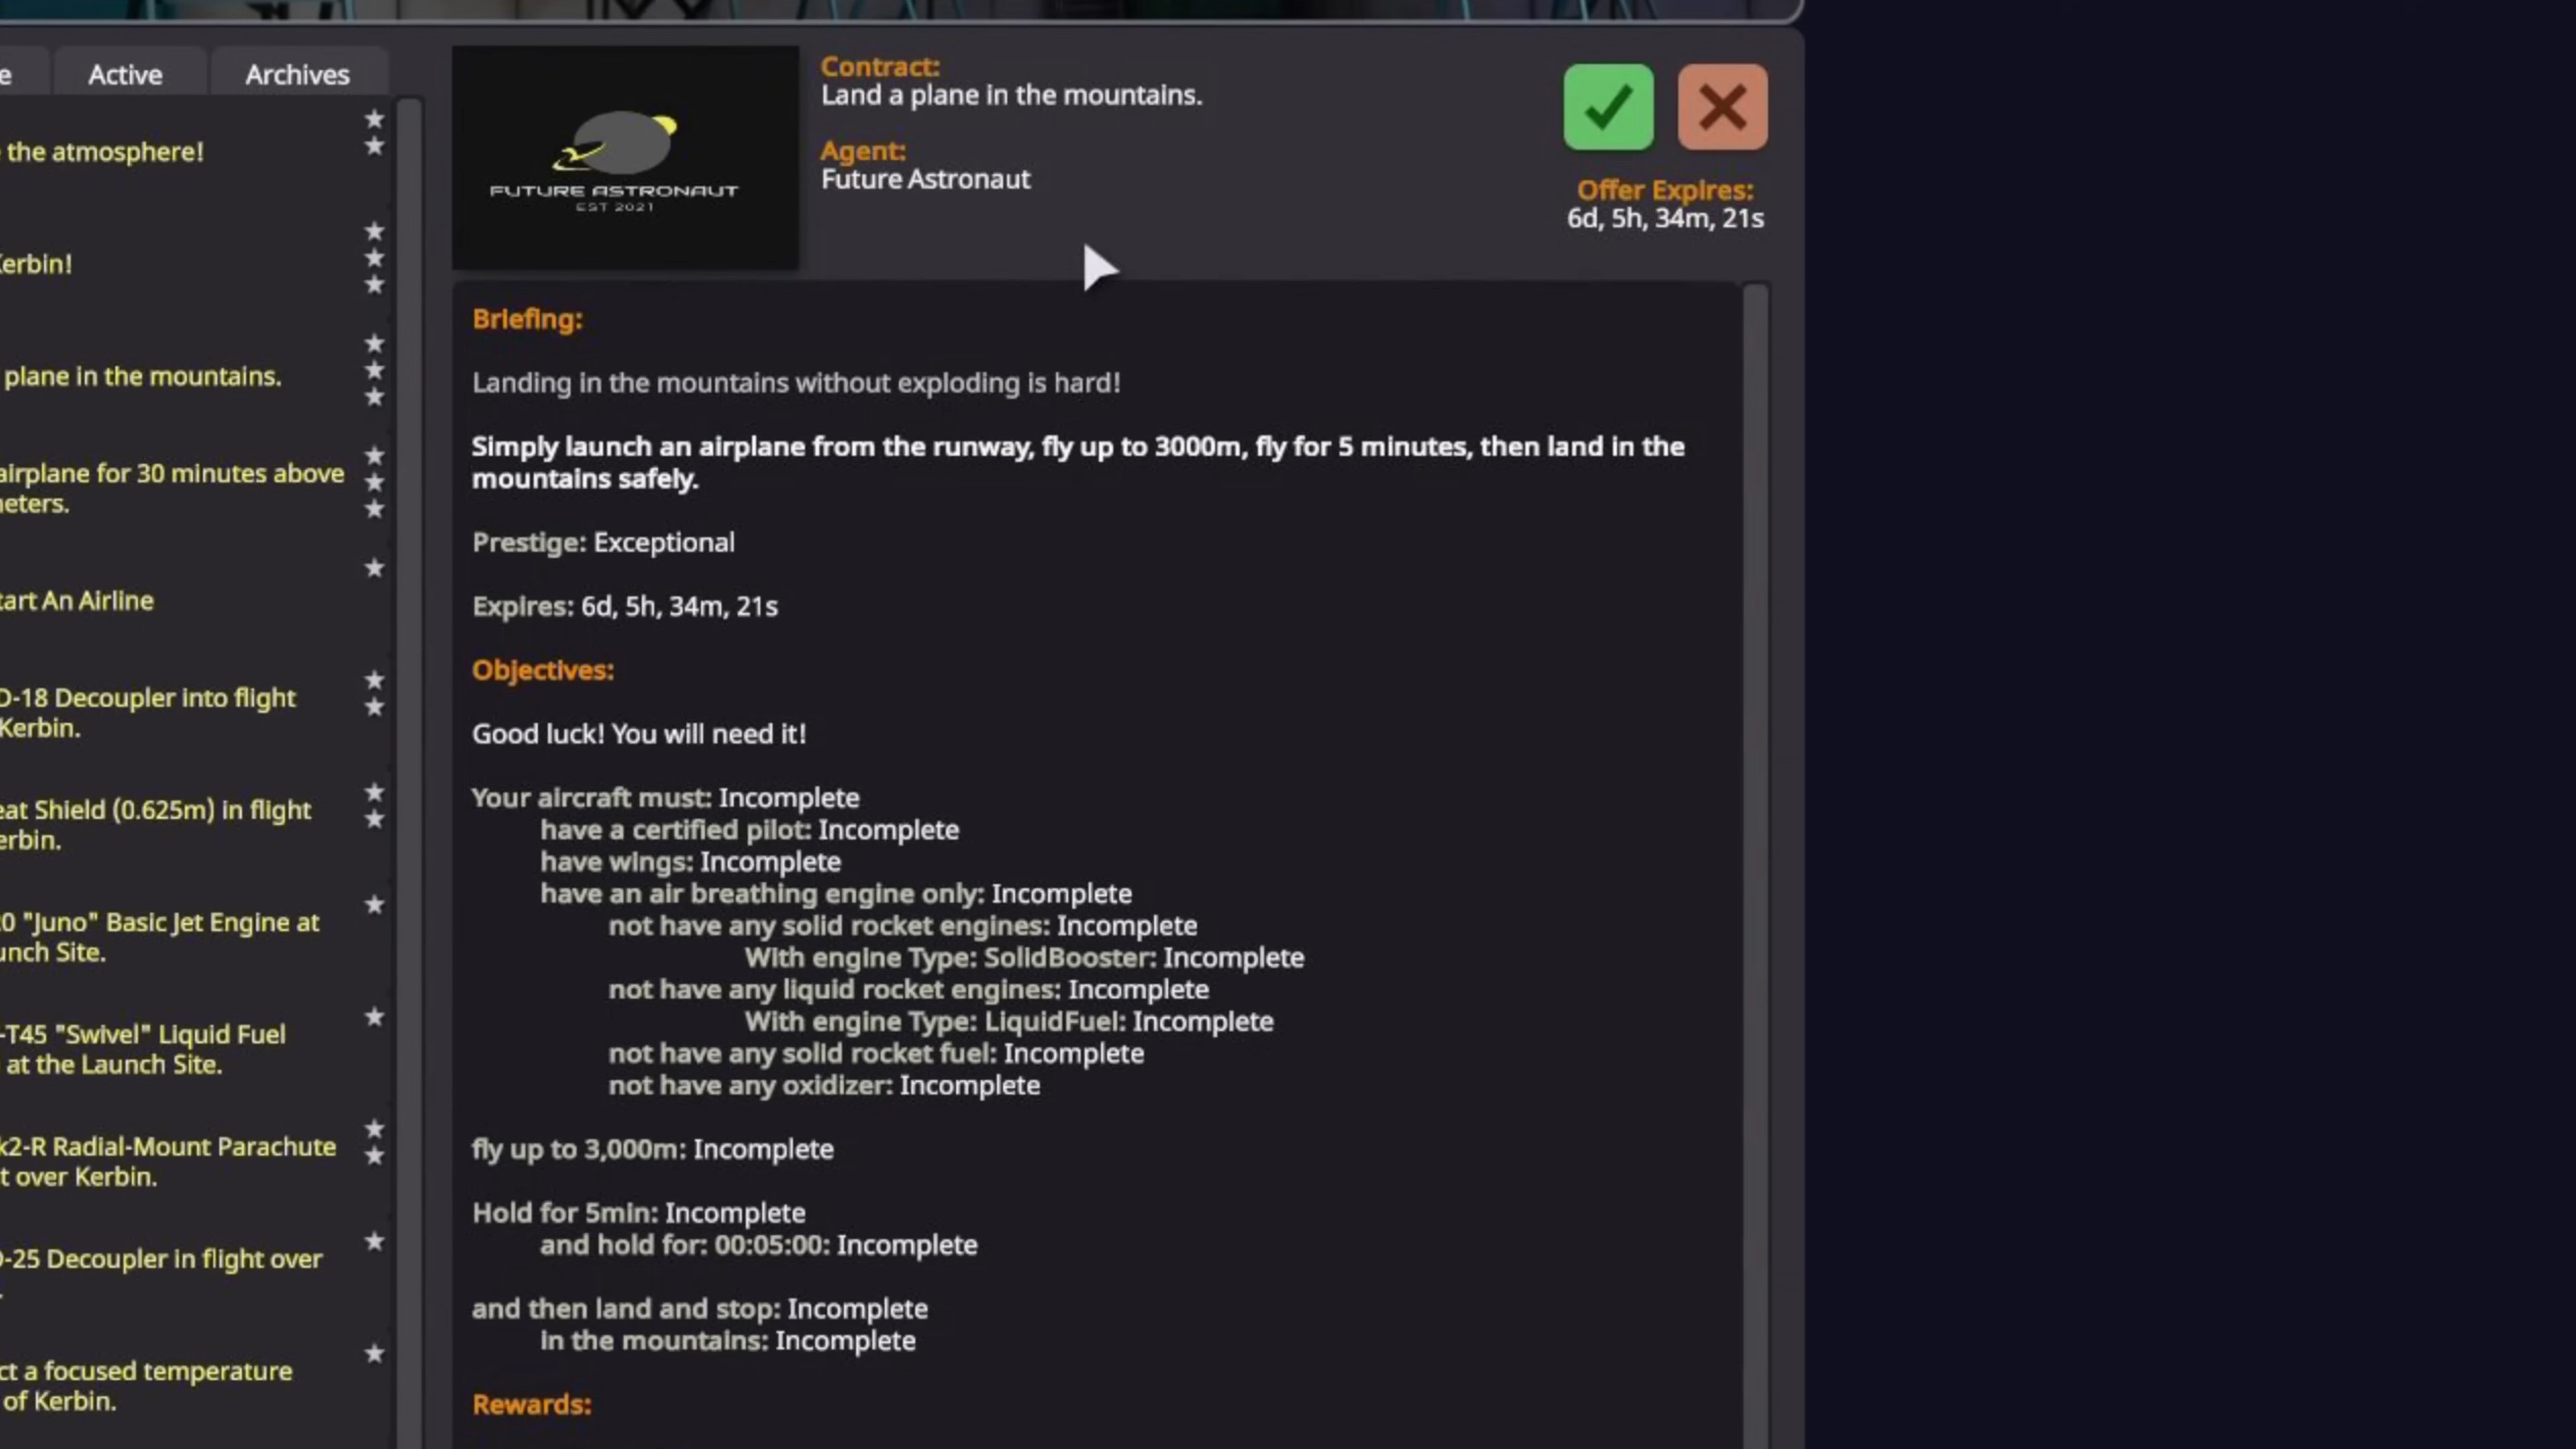 e
Active
Archives
the atmosphere!
Kerbin!
plane in the mountains.
airplane for 30 minutes above
meters.
tart An Airline
D-18 Decoupler into flight
Kerbin.
eat Shield (0.625m) in flight
erbin.
0 "Juno" Basic Jet Engine at
unch Site.
-T45 "Swivel" Liquid Fuel
at the Launch Site.
k2-R Radial-Mount Parachute
t over Kerbin.
D-25 Decoupler in flight over
ct a focused temperature
of Kerbin.
FUTURE ASTRONAUT
EST 2021
Contract:
Land a plane in the mountains.
Agent:
Future Astronaut
Offer Expires:
6d, 5h, 34m, 21s
Briefing:
Landing in the mountains without exploding is hard!
Simply launch an airplane from the runway, fly up to 3000m, fly for 5 minutes, then land in the
mountains safely.
Prestige: Exceptional
Expires: 6d, 5h, 34m, 21s
Objectives:
Good luck! You will need it!
Your aircraft must: Incomplete
have a certified pilot: Incomplete
have wings: Incomplete
have an air breathing engine only: Incomplete
not have any solid rocket engines: Incomplete
With engine Type: SolidBooster: Incomplete
not have any liquid rocket engines: Incomplete
With engine Type: LiquidFuel: Incomplete
not have any solid rocket fuel: Incomplete
not have any oxidizer: Incomplete
fly up to 3,000m: Incomplete
Hold for 5min: Incomplete
and hold for: 00:05:00: Incomplete
and then land and stop: Incomplete
in the mountains: Incomplete
Rewards: